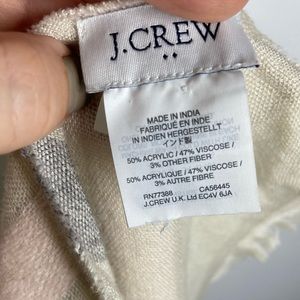 J.CREW
MADE IN INDIA
FABRIQUÉ EN INDE
IN INDIEN HERGESTELLT
インド製
50% ACRYLIC / 47% VISCOSE /
3% OTHER FIBER
50% ACRYLIQUE / 47% VISCOSE /
3% AUTRE FIBRE
RN77388 CA56445
J.CREW U.K. Ltd EC4V 6JA